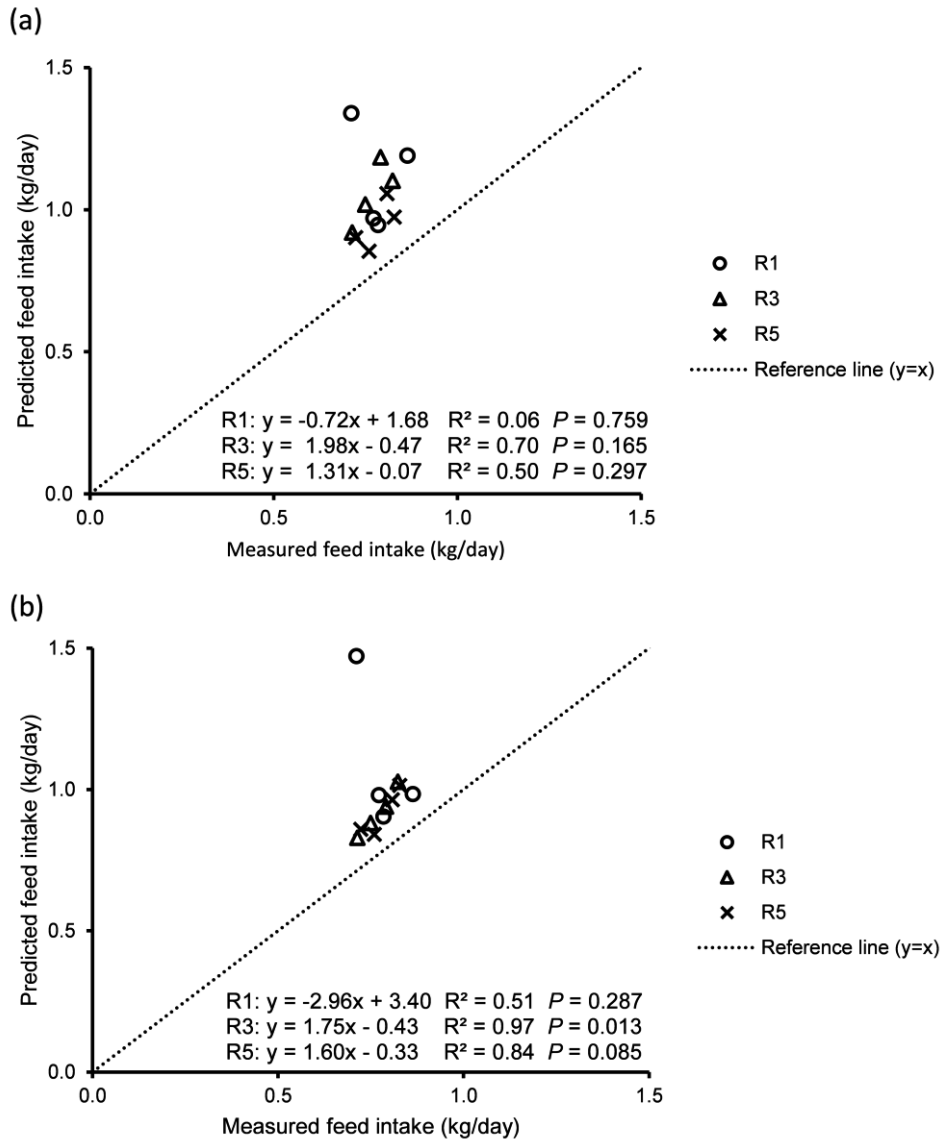 (a)
1.5
1.0
0.5
0.0
Predicted feed intake (kg/day)
R1
R3
R5
Reference line (y=x)
R1: y = -0.72x + 1.68 R² = 0.06 P = 0.759
R3: y = 1.98x - 0.47 R² = 0.70 P = 0.165
R5: y = 1.31x - 0.07 R² = 0.50 P = 0.297
0.0 0.5 1.0 1.5
Measured feed intake (kg/day)
(b)
1.5
1.0
0.5
0.0
Predicted feed intake (kg/day)
R1
R3
R5
Reference line (y=x)
R1: y = -2.96x + 3.40 R² = 0.51 P = 0.287
R3: y = 1.75x - 0.43 R² = 0.97 P = 0.013
R5: y = 1.60x - 0.33 R² = 0.84 P = 0.085
0.0 0.5 1.0 1.5
Measured feed intake (kg/day)